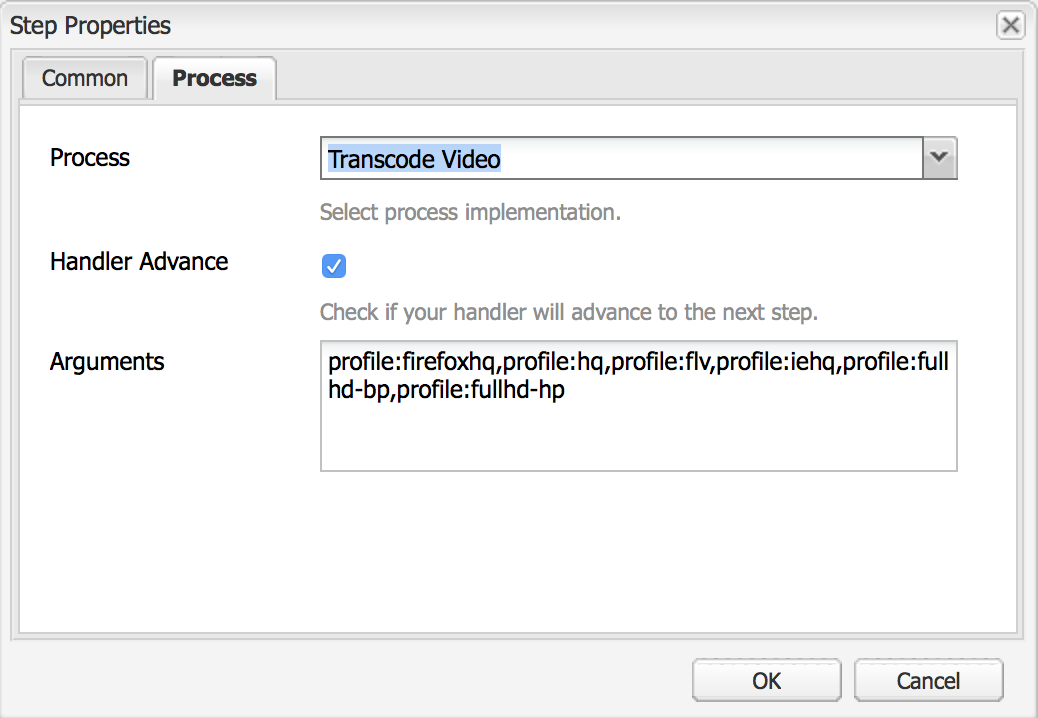 Step Properties
Common Process
Process Transcode Video
Select process implementation.
Handler Advance
Check if your handler will advance to the next step.
Arguments profile:firefoxhq,profile:hq,profile:flv,profile:iehq,profile:full
hd-bp,profile:fullhd-hp
OK Cancel